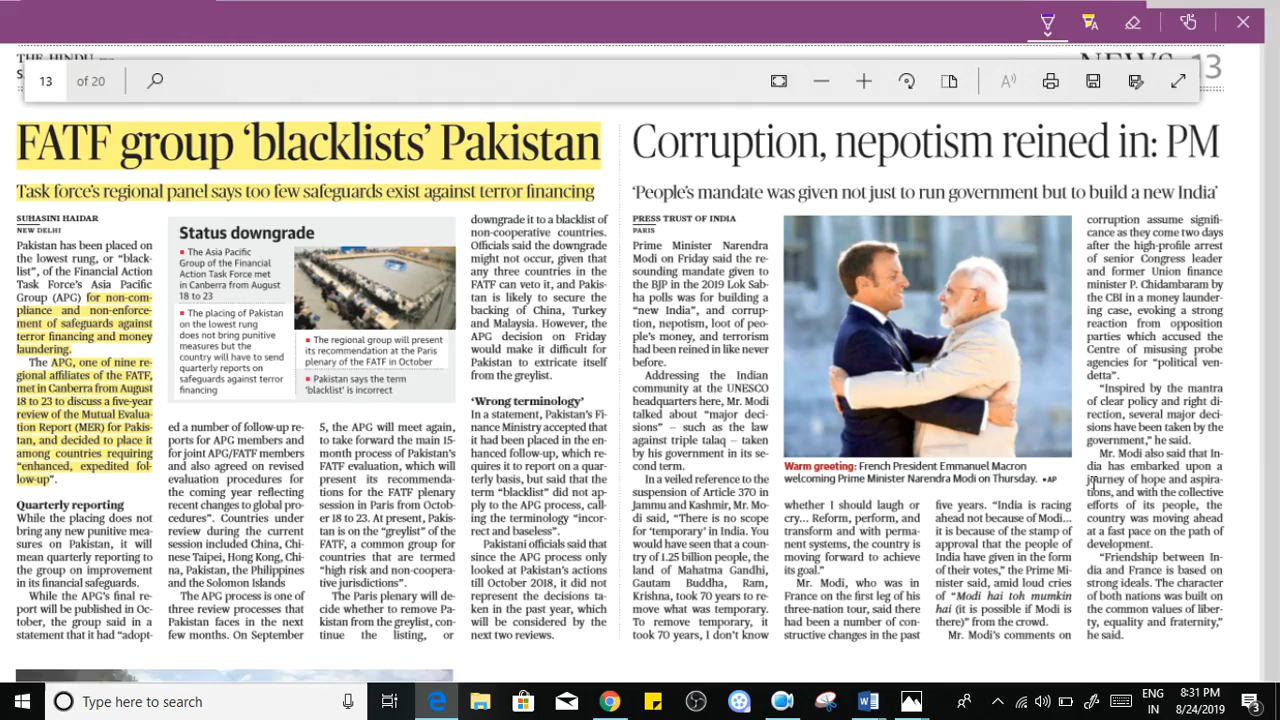 THE HINDU
NEWS 13
13 of 20
FATF group ‘blacklists’ Pakistan
Task force’s regional panel says too few safeguards exist against terror financing
SUHASINI HAIDAR
NEW DELHI
Pakistan has been placed on
the lowest rung, or “black-
list”, of the Financial Action
Task Force’s Asia Pacific
Group (APG) for non-com-
pliance and non-enforce-
ment of safeguards against
terror financing and money
laundering.
The APG, one of nine re-
gional affiliates of the FATF,
met in Canberra from August
18 to 23 to discuss a five-year
review of the Mutual Evalua-
tion Report (MER) for Pakis-
tan, and decided to place it
among countries requiring
“enhanced, expedited fol-
low-up”.
Quarterly reporting
While the placing does not
bring any new punitive mea-
sures on Pakistan, it will
mean quarterly reporting to
the group on improvement
in its financial safeguards.
While the APG’s final re-
port will be published in Oc-
tober, the group said in a
statement that it had “adopt-
Status downgrade
The Asia Pacific
Group of the Financial
Action Task Force met
in Canberra from August
18 to 23
The placing of Pakistan
on the lowest rung
does not bring punitive
measures but the
country will have to send
quarterly reports on
safeguards against terror
financing
The regional group will present
its recommendation at the Paris
plenary of the FATF in October
Pakistan says the term
‘blacklist’ is incorrect
ed a number of follow-up re-
ports for APG members and
for joint APG/FATF members
and also agreed on revised
evaluation procedures for
the coming year reflecting
recent changes to global pro-
cedures”. Countries under
review during the current
session included China, Chi-
nese Taipei, Hong Kong, Chi-
na, Pakistan, the Philippines
and the Solomon Islands
The APG process is one of
three review processes that
Pakistan faces in the next
few months. On September
5, the APG will meet again,
to take forward the main 15-
month process of Pakistan’s
FATF evaluation, which will
present its recommenda-
tions for the FATF plenary
session in Paris from Octob-
er 18 to 23. At present, Pakis-
tan is on the “greylist” of the
FATF, a common group for
countries that are termed
“high risk and non-coopera-
tive jurisdictions”.
The Paris plenary will de-
cide whether to remove Pa-
kistan from the greylist, con-
tinue the listing, or
downgrade it to a blacklist of
non-cooperative countries.
Officials said the downgrade
might not occur, given that
any three countries in the
FATF can veto it, and Pakis-
tan is likely to secure the
backing of China, Turkey
and Malaysia. However, the
APG decision on Friday
would make it difficult for
Pakistan to extricate itself
from the greylist.
‘Wrong terminology’
In a statement, Pakistan’s Fi-
nance Ministry accepted that
it had been placed in the en-
hanced follow-up, which re-
quires it to report on a quar-
terly basis, but said that the
term “blacklist” did not ap-
ply to the APG process, call-
ing the terminology “incor-
rect and baseless”.
Pakistani officials said that
since the APG process only
looked at Pakistan’s actions
till October 2018, it did not
represent the decisions ta-
ken in the past year, which
will be considered by the
next two reviews.
Corruption, nepotism reined in: PM
‘People’s mandate was given not just to run government but to build a new India’
PRESS TRUST OF INDIA
PARIS
Prime Minister Narendra
Modi on Friday said the re-
sounding mandate given to
the BJP in the 2019 Lok Sab-
ha polls was for building a
“new India”, and corrup-
tion, nepotism, loot of peo-
ple’s money, and terrorism
had been reined in like never
before.
Addressing the Indian
community at the UNESCO
headquarters here, Mr. Modi
talked about “major deci-
sions” – such as the law
against triple talaq – taken
by his government in its se-
cond term.
In a veiled reference to the
suspension of Article 370 in
Jammu and Kashmir, Mr. Mo-
di said, “There is no scope
for ‘temporary’ in India. You
would have seen that a coun-
try of 1.25 billion people, the
land of Mahatma Gandhi,
Gautam Buddha, Ram,
Krishna, took 70 years to re-
move what was temporary.
To remove temporary, it
took 70 years, I don’t know
Warm greeting: French President Emmanuel Macron
welcoming Prime Minister Narendra Modi on Thursday. • AP
whether I should laugh or
cry... Reform, perform, and
transform and with perma-
nent systems, the country is
moving forward to achieve
its goal.”
Mr. Modi, who was in
France on the first leg of his
three-nation tour, said there
had been a number of con-
structive changes in the past
five years. “India is racing
ahead not because of Modi...
it is because of the stamp of
approval that the people of
India have given in the form
of their votes,” the Prime Mi-
nister said, amid loud cries
of “Modi hai toh mumkin
hai (it is possible if Modi is
there)” from the crowd.
Mr. Modi’s comments on
corruption assume signifi-
cance as they come two days
after the high-profile arrest
of senior Congress leader
and former Union finance
minister P. Chidambaram by
the CBI in a money launder-
ing case, evoking a strong
reaction from opposition
parties which accused the
Centre of misusing probe
agencies for “political ven-
detta”.
“Inspired by the mantra
of clear policy and right di-
rection, several major deci-
sions have been taken by the
government,” he said.
Mr. Modi also said that In-
dia has embarked upon a
journey of hope and aspira-
tions, and with the collective
efforts of its people, the
country was moving ahead
at a fast pace on the path of
development.
“Friendship between In-
dia and France is based on
strong ideals. The character
of both nations was built on
the common values of liber-
ty, equality and fraternity,”
he said.
Type here to search
ENG
IN
8:31 PM
8/24/2019
3